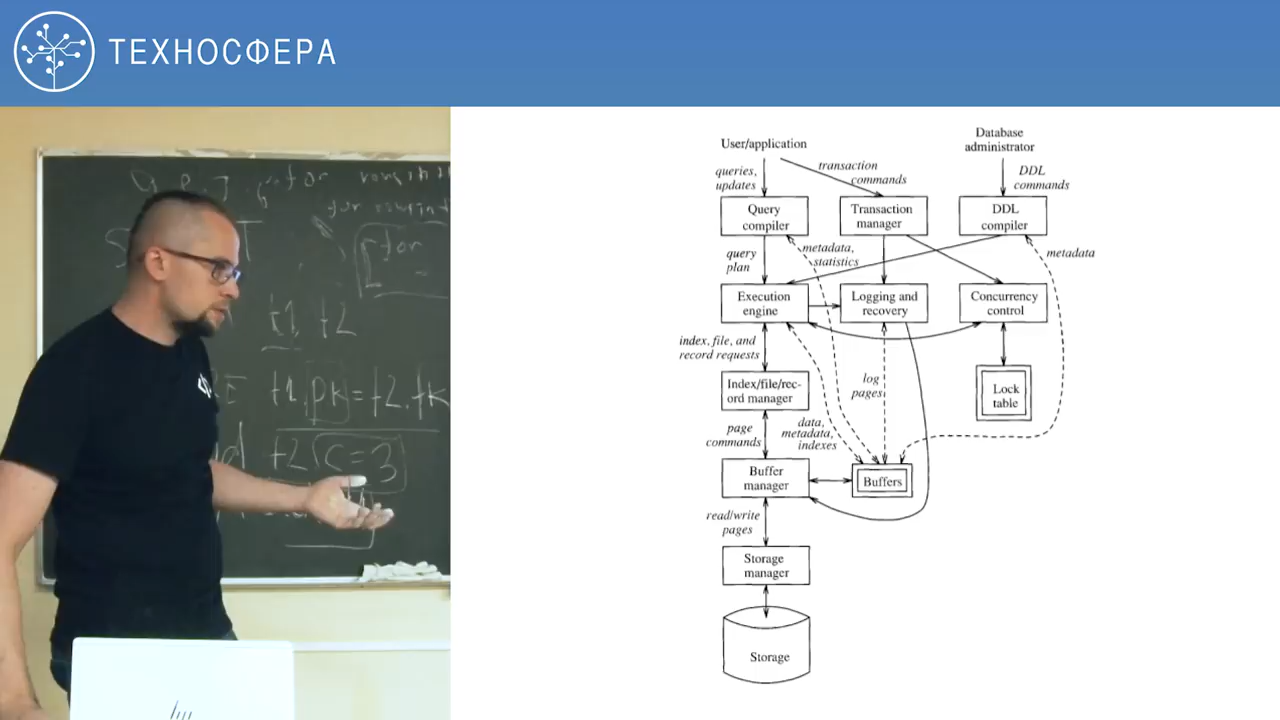 ТЕХНОСФЕРА
t1, t2
t1.pk = t2.fk
t2.c = 3
hp
User/application
Database
administrator
queries,
updates
transaction
commands
DDL
commands
Query
compiler
Transaction
manager
DDL
compiler
query
plan
metadata,
statistics
metadata
Execution
engine
Logging and
recovery
Concurrency
control
index, file, and
record requests
Index/file/rec-
ord manager
log
pages
Lock
table
page
commands
data,
metadata,
indexes
Buffer
manager
Buffers
read/write
pages
Storage
manager
Storage